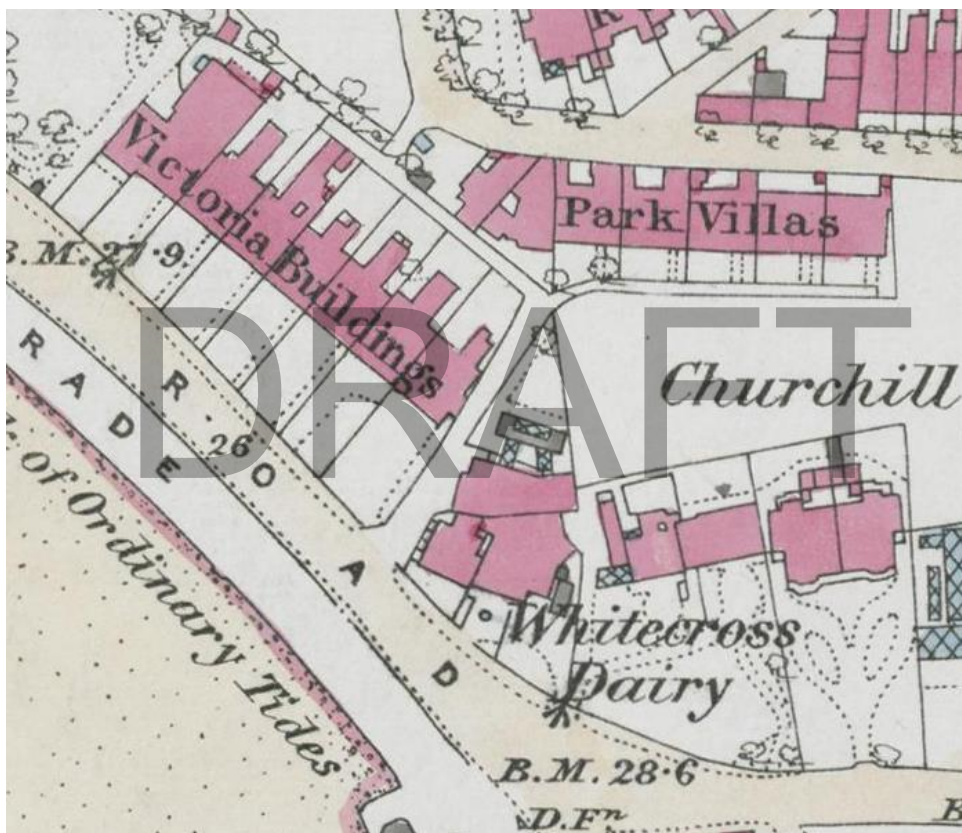 R
Victoria Buildings
Park Villas
B.M. 27·9
DRAFT
RADE
ROAD
26
Churchill
of Ordinary Tides
Whitecross
Dairy
B.M. 28·6
D.Fn